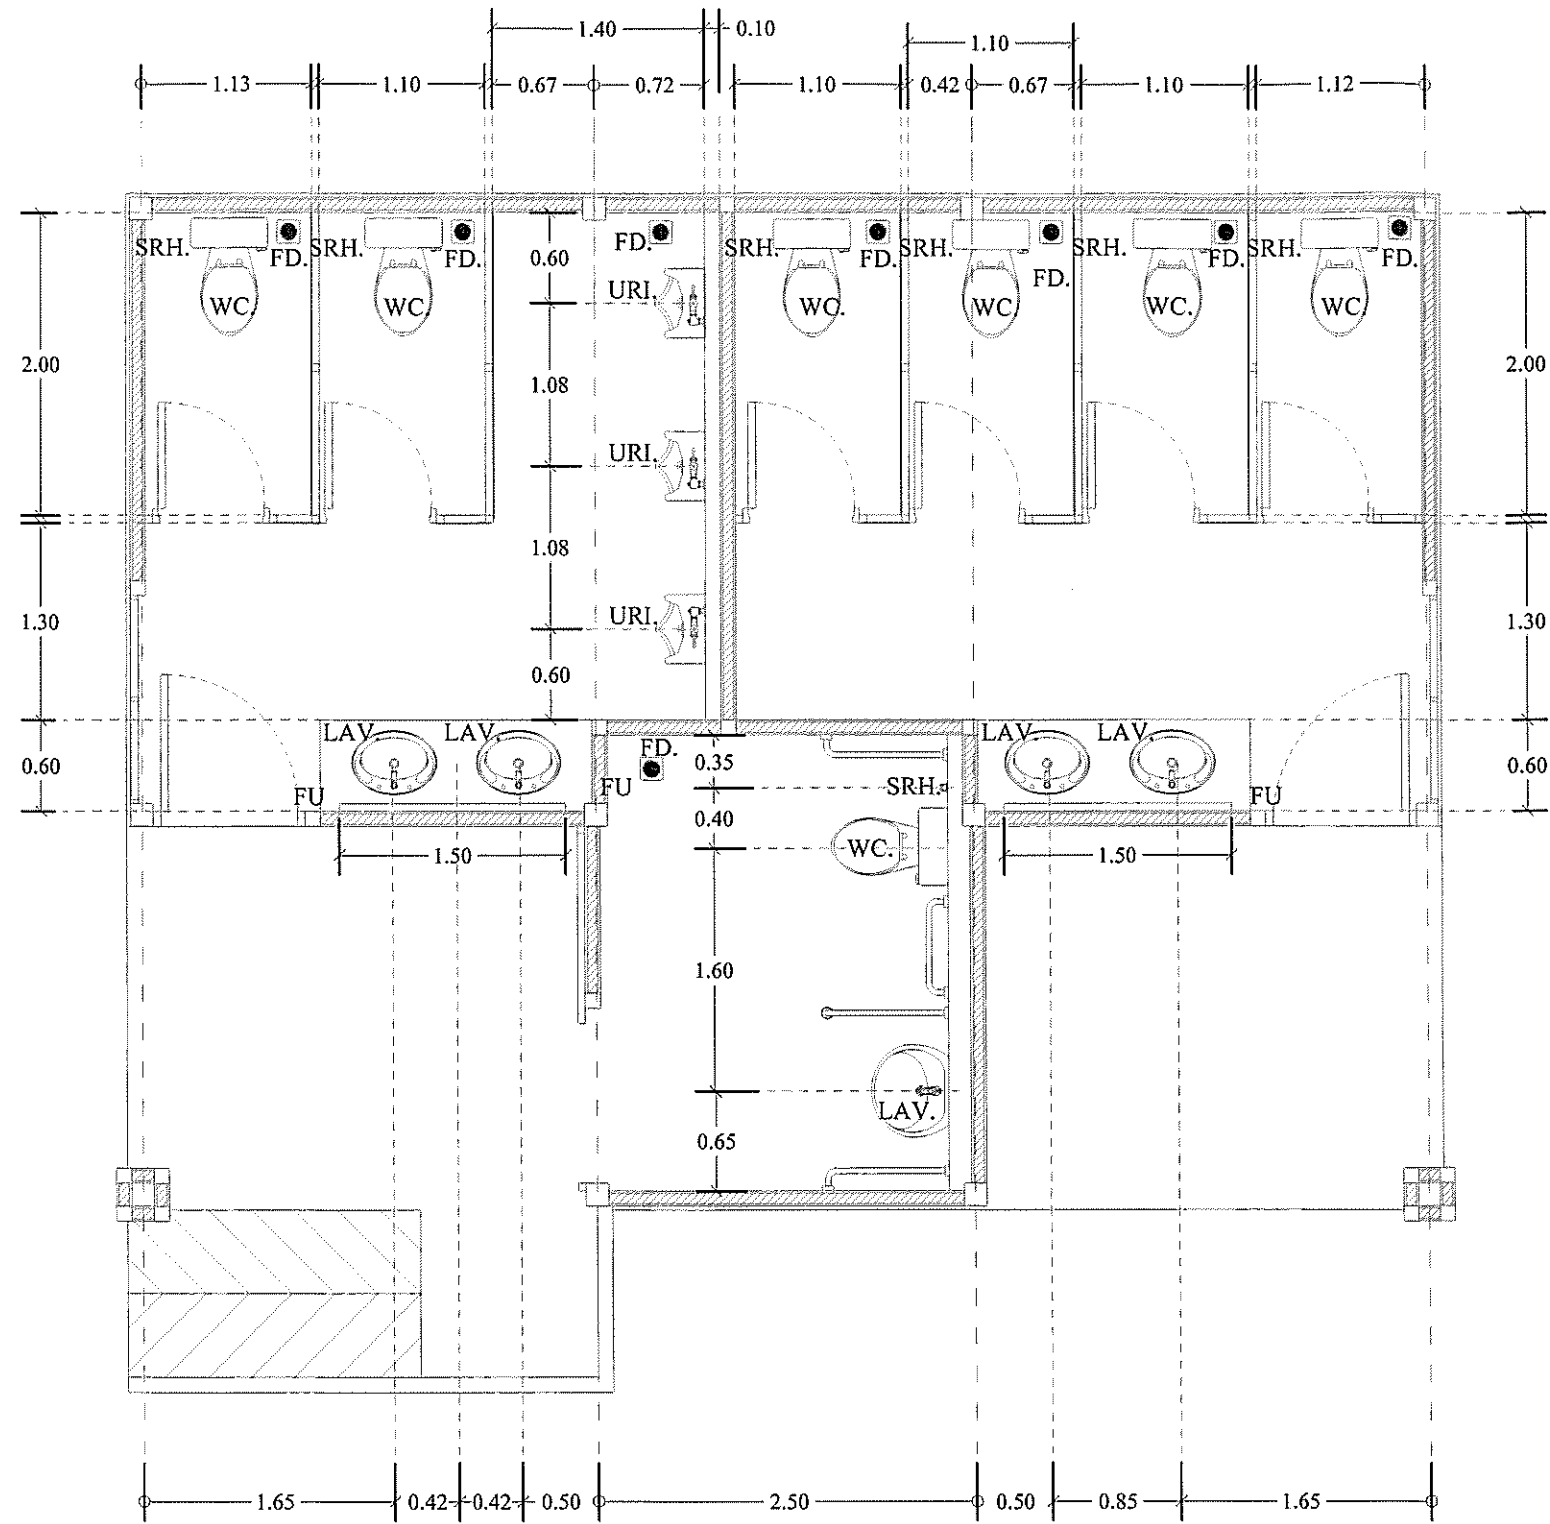 1.40 0.10
1.10
1.13 1.10 0.67 0.72 1.10 0.42 0.67 1.10 1.12
SRH. FD. SRH. FD. FD. SRH. FD. SRH. FD. SRH. FD. SRH. FD.
0.60
URI.
WC. WC. WC. WC. WC. WC.
2.00 2.00
1.08
URI.
1.08
URI.
1.30 1.30
0.60
LAV. LAV. LAV. LAV.
FD.
0.35
0.60 0.60
FU FU SRH. FU
0.40
WC.
1.50 1.50
1.60
LAV.
0.65
1.65 0.42 0.42 0.50 2.50 0.50 0.85 1.65